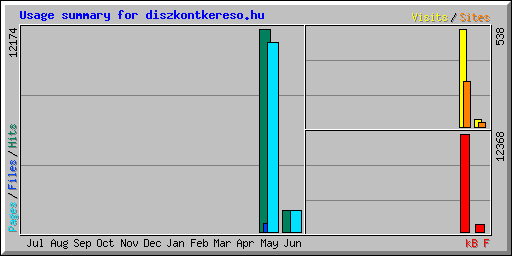 Usage summary for diszkontkereso.hu
Visits/Sites
12174
538
Pages/Files/Hits
12368
Jul Aug Sep Oct Nov Dec Jan Feb Mar Apr May Jun
kB F